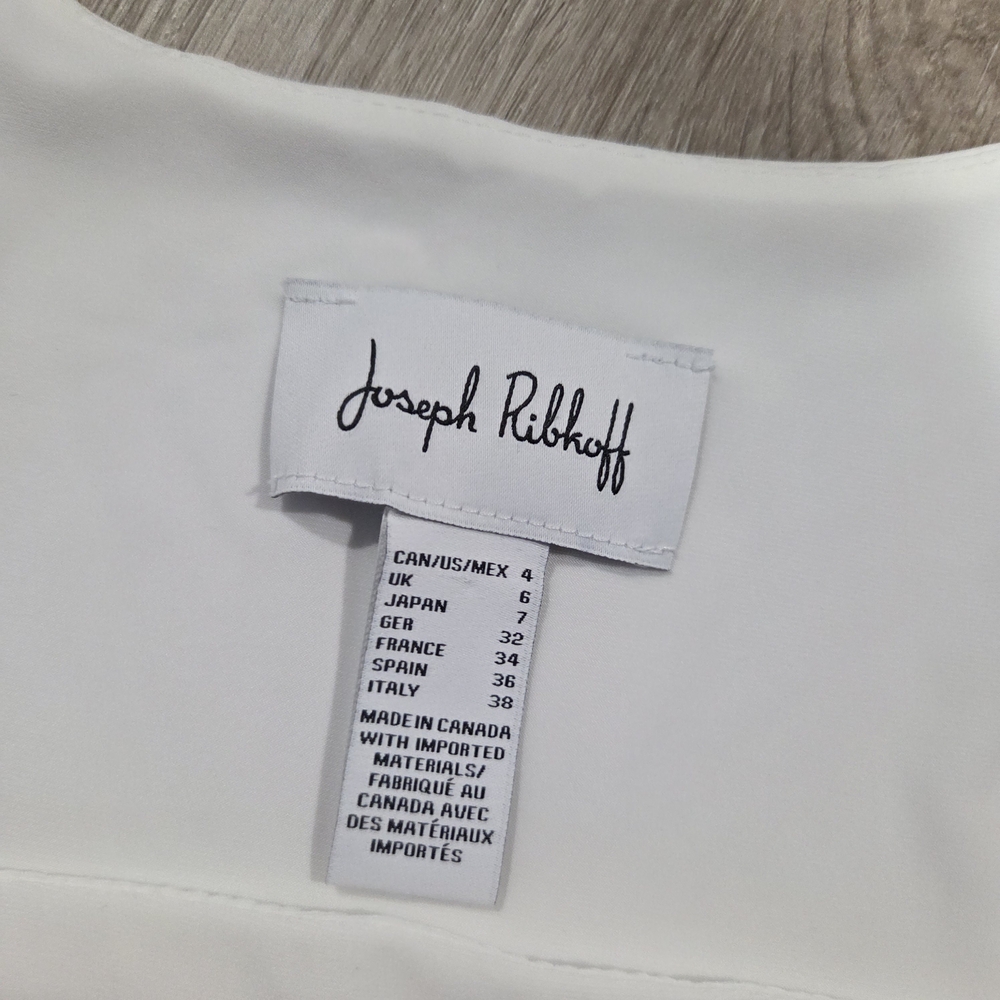 Joseph Ribkoff
CAN/US/MEX 4
UK 6
JAPAN 7
GER 32
FRANCE 34
SPAIN 36
ITALY 38
MADE IN CANADA
WITH IMPORTED
MATERIALS/
FABRIQUÉ AU
CANADA AVEC
DES MATÉRIAUX
IMPORTÉS